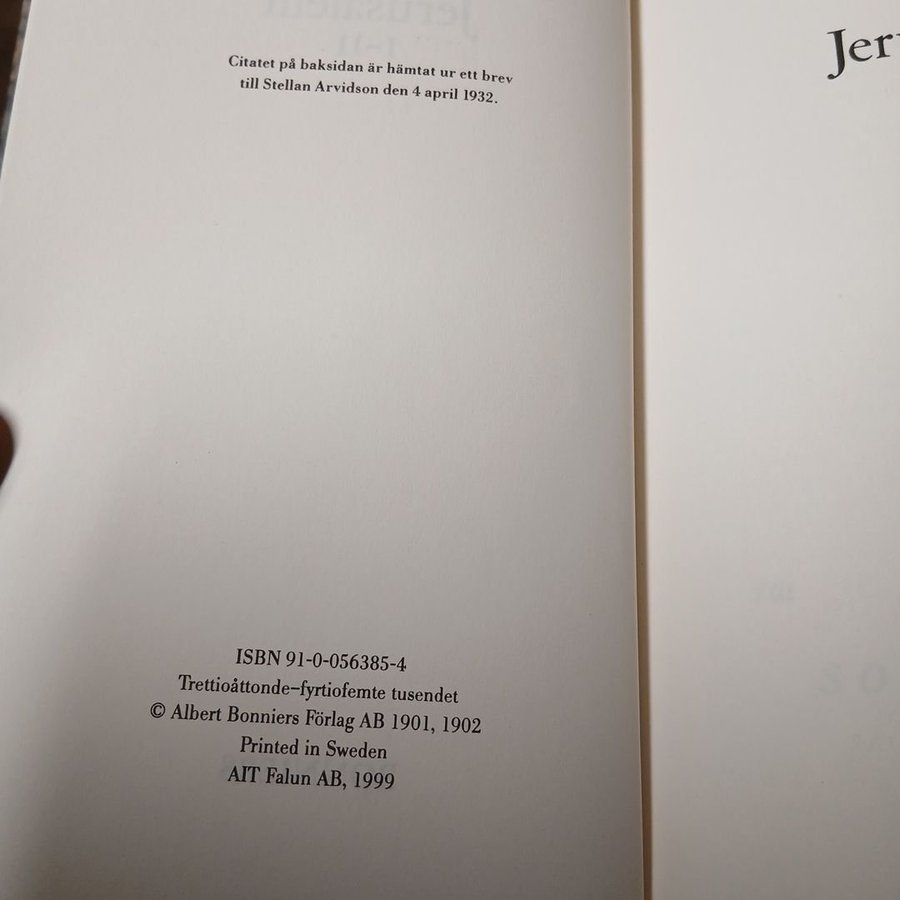 Citatet på baksidan är hämtat ur ett brev
till Stellan Arvidson den 4 april 1932.
ISBN 91-0-056385-4
Trettioåttonde–fyrtiofemte tusendet
© Albert Bonniers Förlag AB 1901, 1902
Printed in Sweden
AIT Falun AB, 1999
Jer